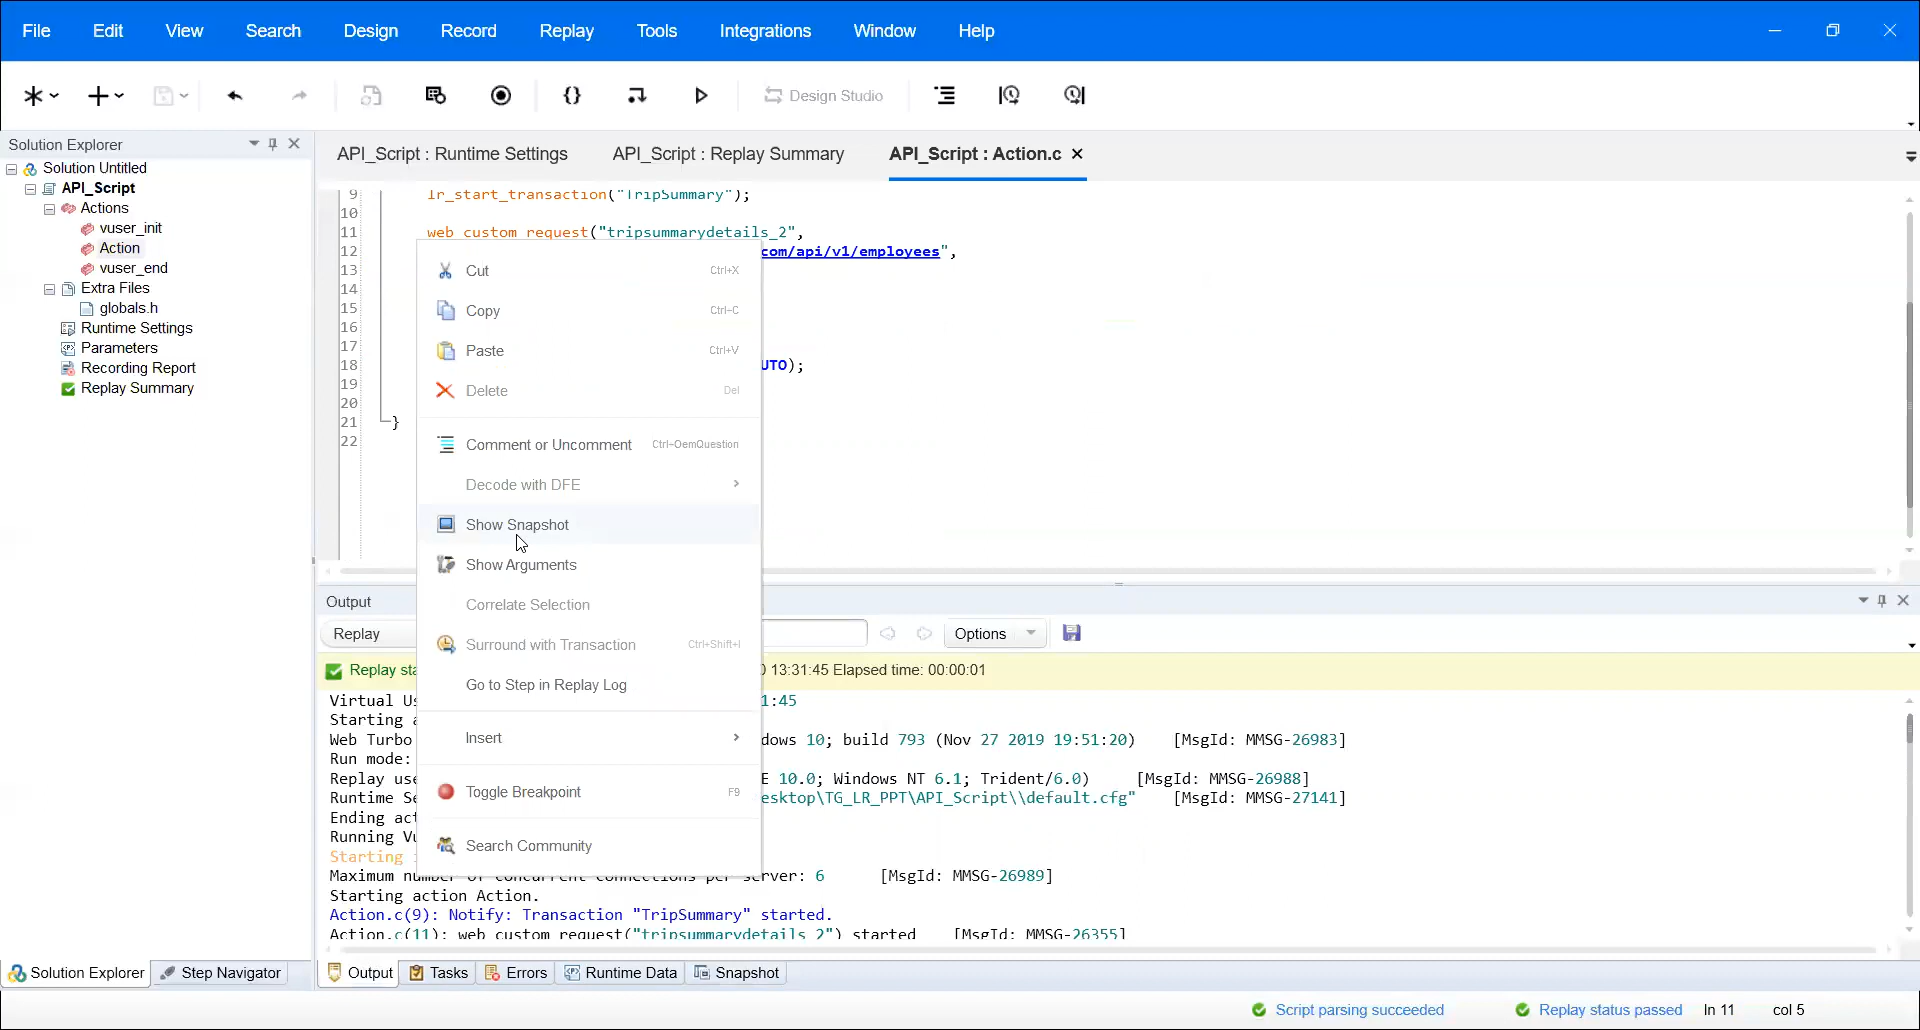 File Edit View Search Design Record Replay Tools Integrations Window Help
Design Studio
Solution Explorer
Solution Untitled
API_Script
Actions
vuser_init
Action
vuser_end
Extra Files
globals.h
Runtime Settings
Parameters
Recording Report
Replay Summary
API_Script : Runtime Settings API_Script : Replay Summary API_Script : Action.c
9 lr_start_transaction("TripSummary");
10
11 web_custom_request("tripsummarydetails_2",
12 com/api/v1/employees",
13
14
15
16
17
18 UTO);
19
20
21 }
22
Cut Ctrl+X
Copy Ctrl-C
Paste Ctrl+V
Delete Del
Comment or Uncomment Ctrl-OemQuestion
Decode with DFE
Show Snapshot
Show Arguments
Correlate Selection
Surround with Transaction Ctrl+Shift+I
Go to Step in Replay Log
Insert
Toggle Breakpoint F9
Search Community
Output
Replay Options
Replay sta 13:31:45 Elapsed time: 00:00:01
Virtual Us 1:45
Starting
Web Turbo dows 10; build 793 (Nov 27 2019 19:51:20) [MsgId: MMSG-26983]
Run mode:
Replay use E 10.0; Windows NT 6.1; Trident/6.0) [MsgId: MMSG-26988]
Runtime Se esktop\TG_LR_PPT\API_Script\\default.cfg" [MsgId: MMSG-27141]
Ending act
Running Vu
Starting
Maximum number of concurrent connections per server: 6 [MsgId: MMSG-26989]
Starting action Action.
Action.c(9): Notify: Transaction "TripSummary" started.
Action.c(11): web_custom_request("tripsummarydetails_2") started [MsgId: MMSG-26355]
Solution Explorer Step Navigator Output Tasks Errors Runtime Data Snapshot
Script parsing succeeded Replay status passed ln 11 col 5